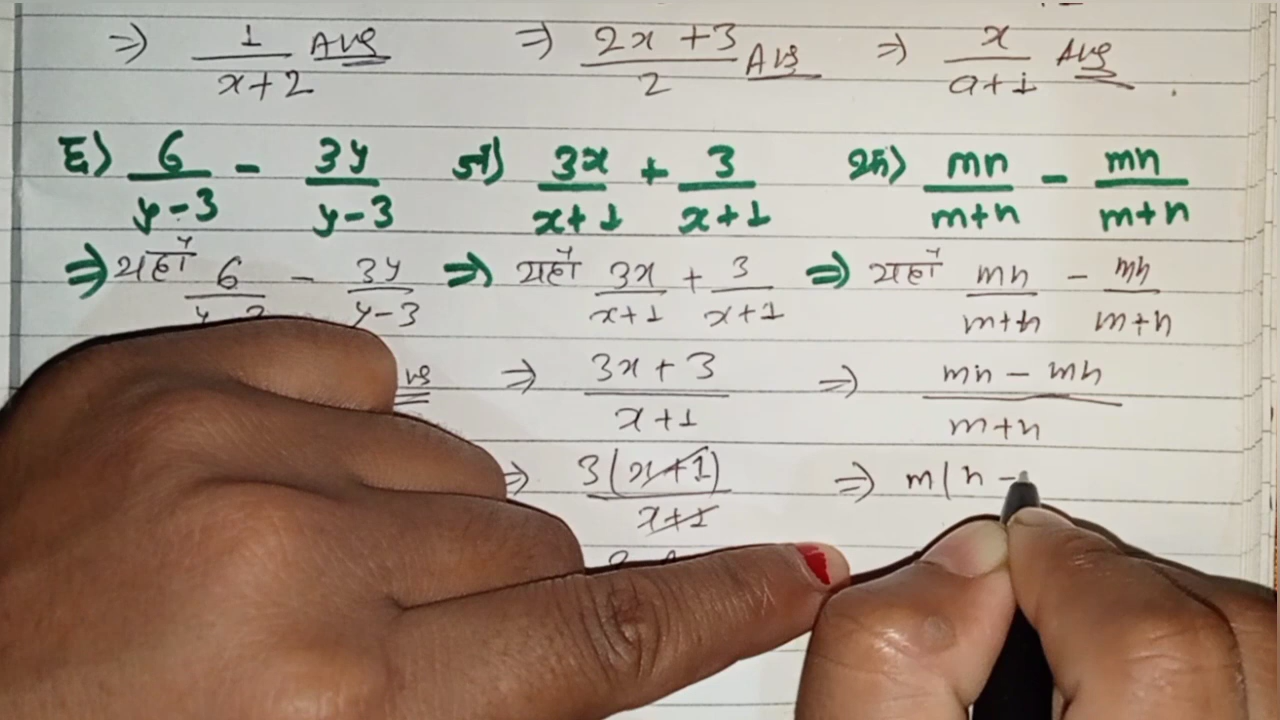 ⇒ 1/(x+2) Ans ⇒ (2x+3)/2 Ans ⇒ x/(a+1) Ans
ङ) 6/(y-3) - 3y/(y-3) ज) 3x/(x+1) + 3/(x+1) झ) mn/(m+n) - mn/(m+n)
⇒ यहाँ 6/(y-3) - 3y/(y-3) ⇒ यहाँ 3x/(x+1) + 3/(x+1) ⇒ यहाँ mn/(m+n) - mn/(m+n)
⇒ (3x+3)/(x+1) ⇒ (mn - mn)/(m+n)
⇒ 3(x+1)/(x+1) ⇒ m(n -